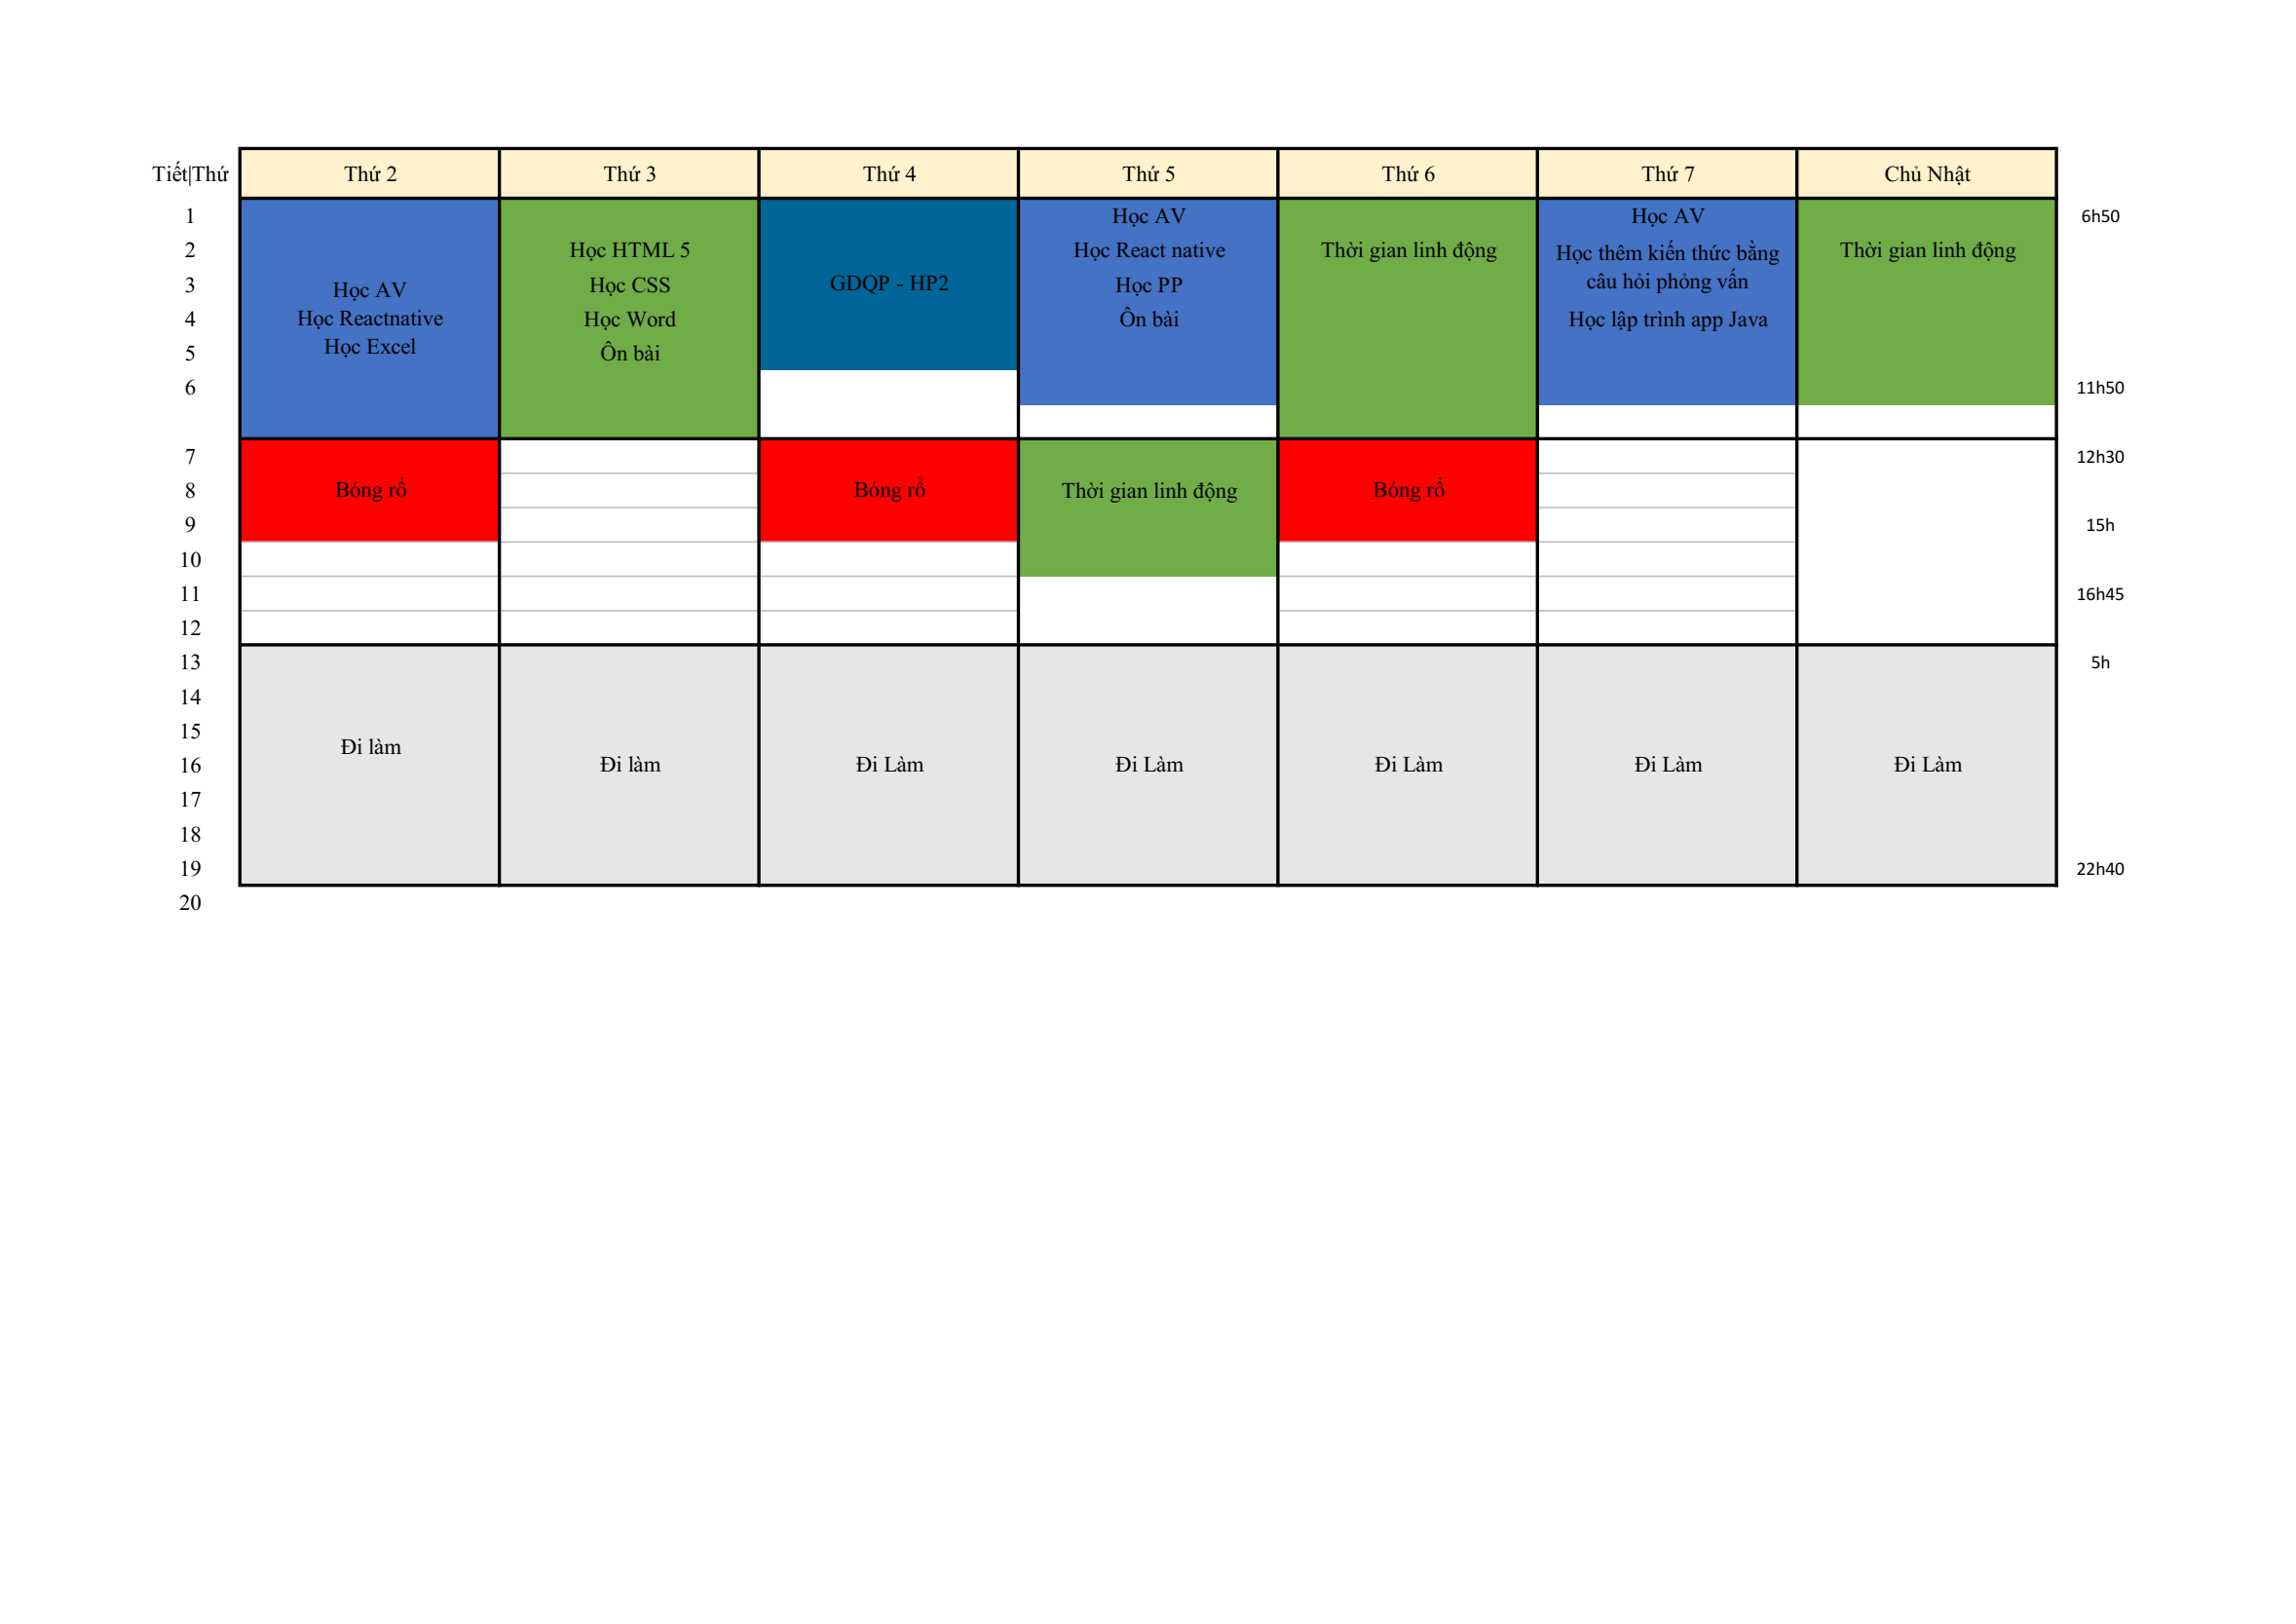 Tiết|Thứ Thứ 2 Thứ 3 Thứ 4 Thứ 5 Thứ 6 Thứ 7 Chủ Nhật
1 Học AV Học AV 6h50
2 Học HTML 5 Học React native Thời gian linh động Học thêm kiến thức bằng Thời gian linh động
câu hỏi phỏng vấn
3 Học AV Học CSS GDQP - HP2 Học PP
4 Học Reactnative Học Word Ôn bài Học lập trình app Java
5 Học Excel Ôn bài
6 11h50
7 12h30
8 Bóng rổ Bóng rổ Thời gian linh động Bóng rổ
9 15h
10
11 16h45
12
13 5h
14
15 Đi làm
16 Đi làm Đi Làm Đi Làm Đi Làm Đi Làm Đi Làm
17
18
19 22h40
20